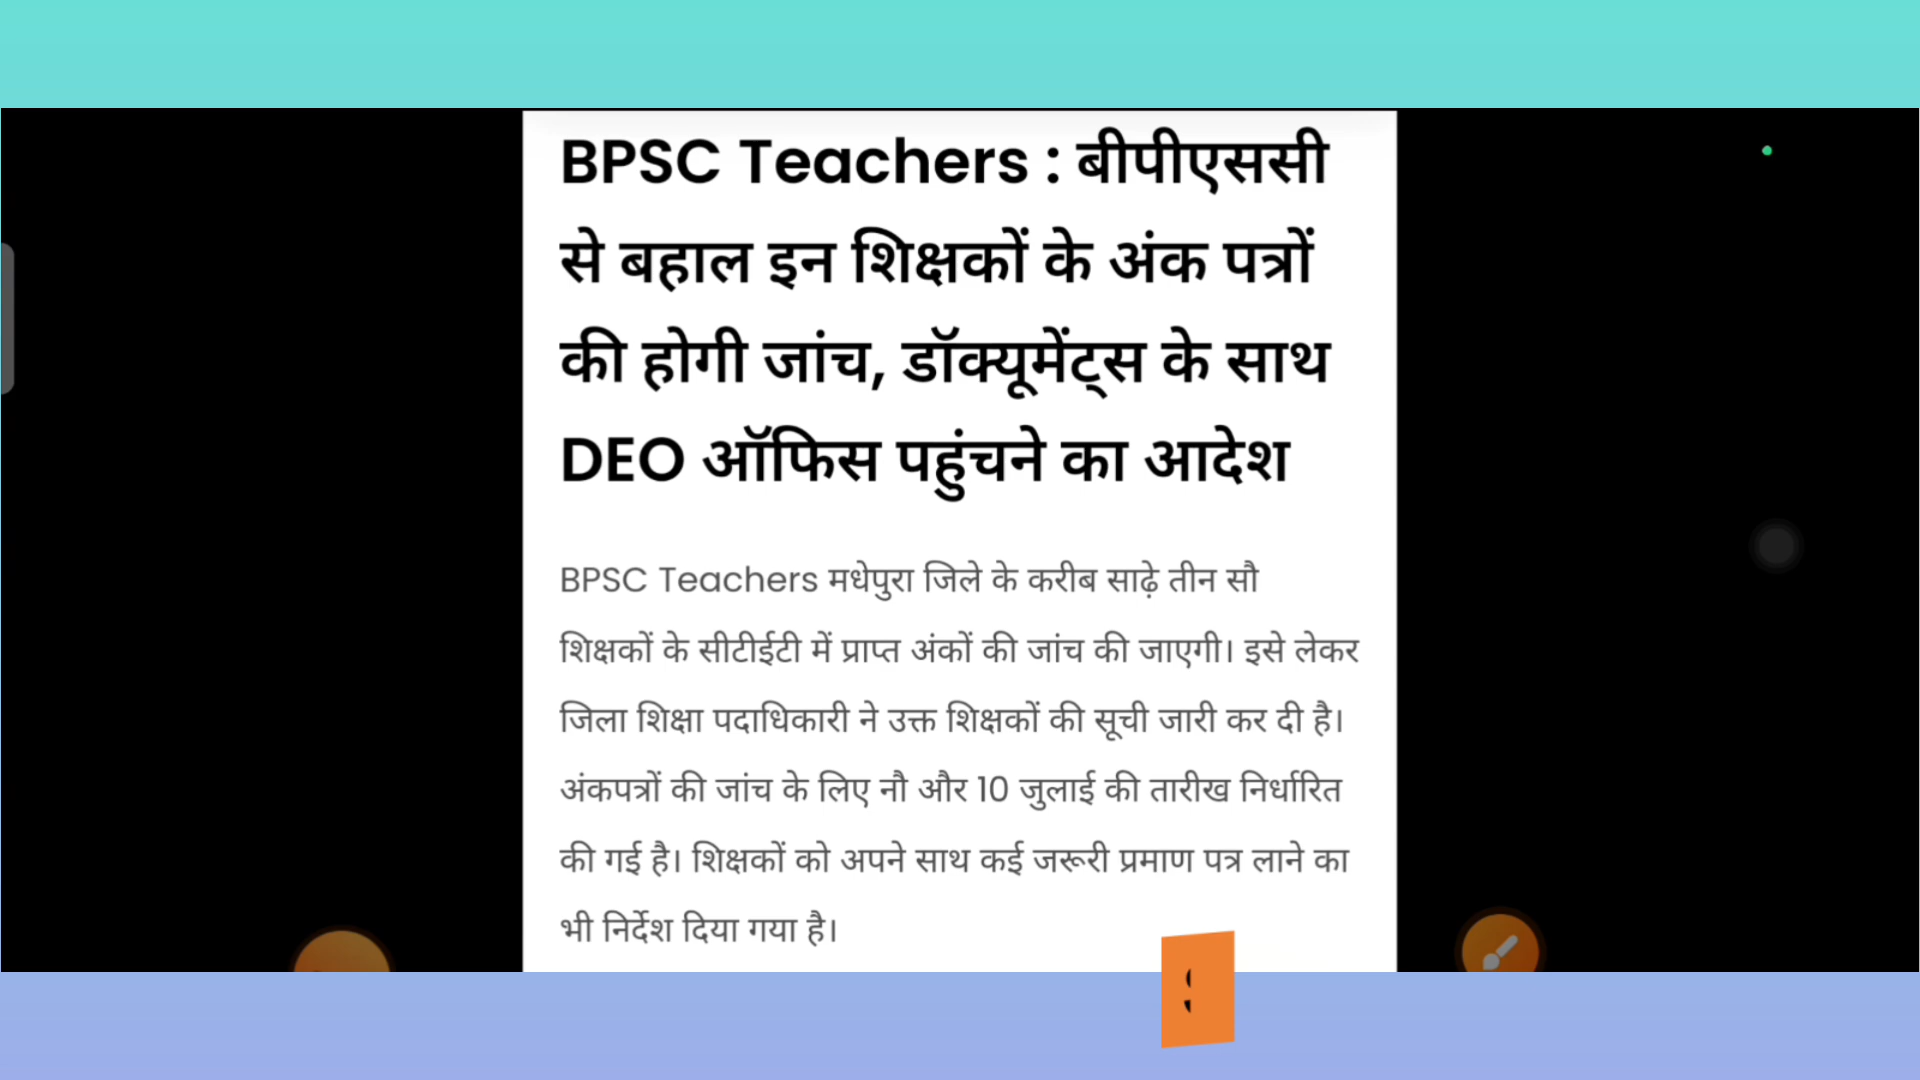 BPSC Teachers : बीपीएससी
से बहाल इन शिक्षकों के अंक पत्रों
की होगी जांच, डॉक्यूमेंट्स के साथ
DEO ऑफिस पहुंचने का आदेश
BPSC Teachers मधेपुरा जिले के करीब साढ़े तीन सौ
शिक्षकों के सीटीईटी में प्राप्त अंकों की जांच की जाएगी। इसे लेकर
जिला शिक्षा पदाधिकारी ने उक्त शिक्षकों की सूची जारी कर दी है।
अंकपत्रों की जांच के लिए नौ और 10 जुलाई की तारीख निर्धारित
की गई है। शिक्षकों को अपने साथ कई जरूरी प्रमाण पत्र लाने का
भी निर्देश दिया गया है।